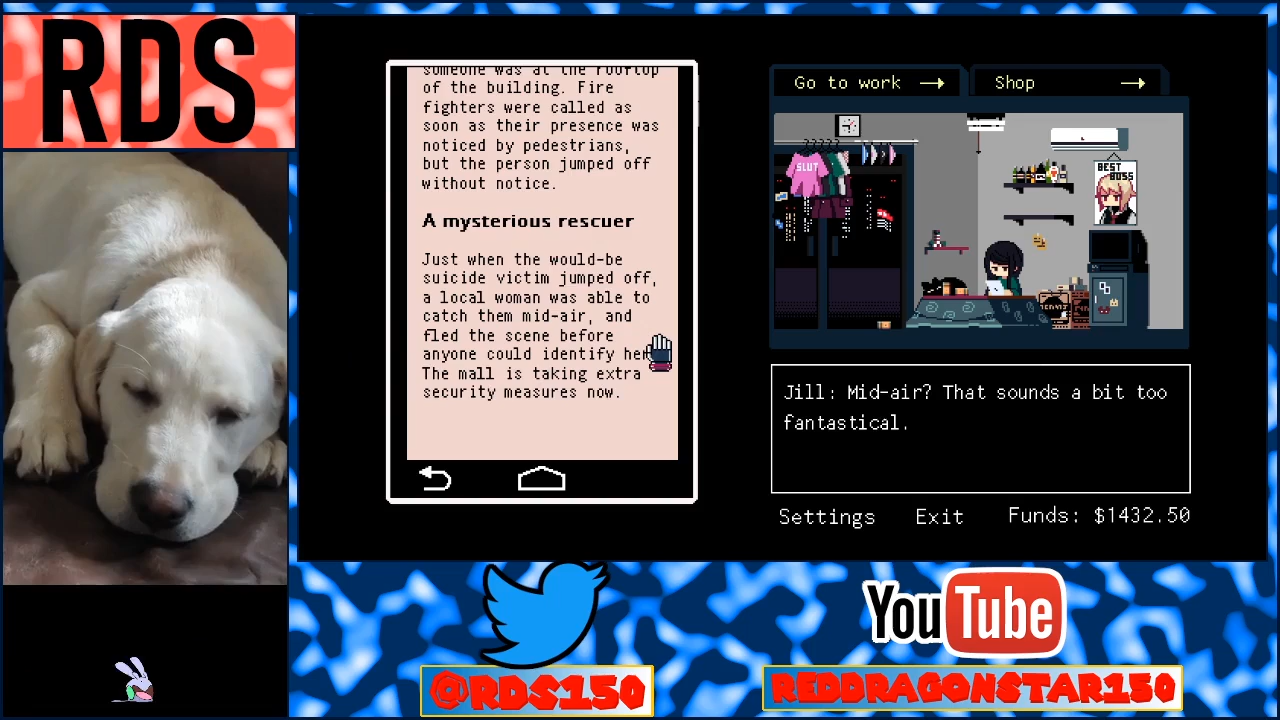 RDS
someone was at the rooftop
of the building. Fire
fighters were called as
soon as their presence was
noticed by pedestrians,
but the person jumped off
without notice.
A mysterious rescuer
Just when the would-be
suicide victim jumped off,
a local woman was able to
catch them mid-air, and
fled the scene before
anyone could identify her.
The mall is taking extra
security measures now.
Go to work →
Shop →
SLUT
BEST
BOSS
Jill: Mid-air? That sounds a bit too
fantastical.
Settings Exit Funds: $1432.50
YouTube
@RDS150
REDDRAGONSTAR150